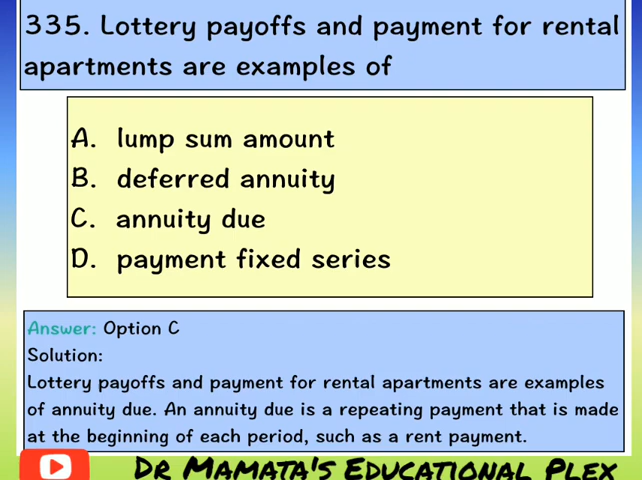 335. Lottery payoffs and payment for rental
apartments are examples of
A. lump sum amount
B. deferred annuity
C. annuity due
D. payment fixed series
Answer: Option C
Solution:
Lottery payoffs and payment for rental apartments are examples
of annuity due. An annuity due is a repeating payment that is made
at the beginning of each period, such as a rent payment.
Dr Mamata's Educational Plex